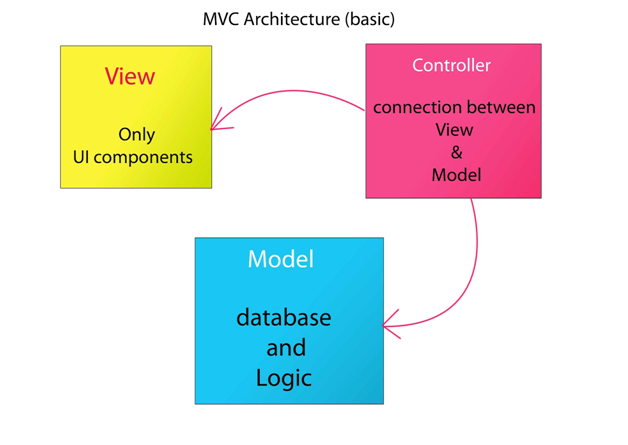 MVC Architecture (basic)
View
Only
UI components
Controller
connection between
View
&
Model
Model
database
and
Logic